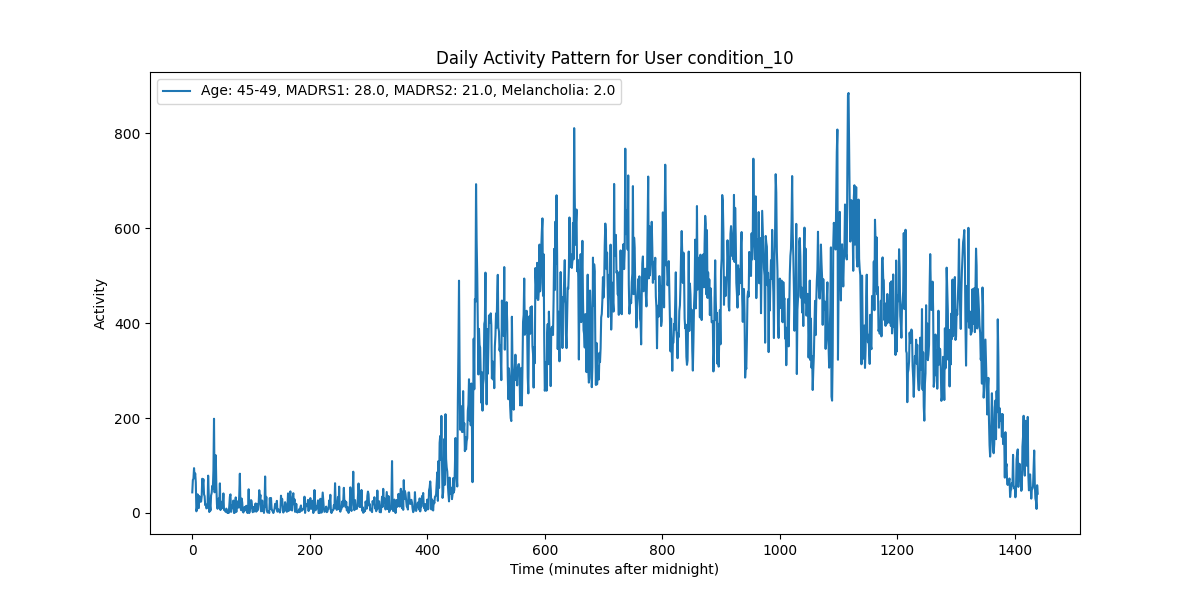 Daily Activity Pattern for User condition_10
Age: 45-49, MADRS1: 28.0, MADRS2: 21.0, Melancholia: 2.0
Activity
800
600
400
200
0
0 200 400 600 800 1000 1200 1400
Time (minutes after midnight)